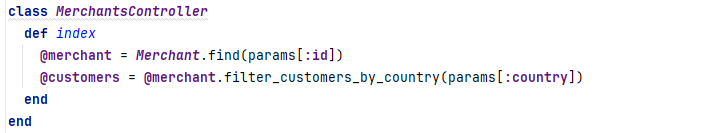 class MerchantsController
  def index
    @merchant = Merchant.find(params[:id])
    @customers = @merchant.filter_customers_by_country(params[:country])
  end
end